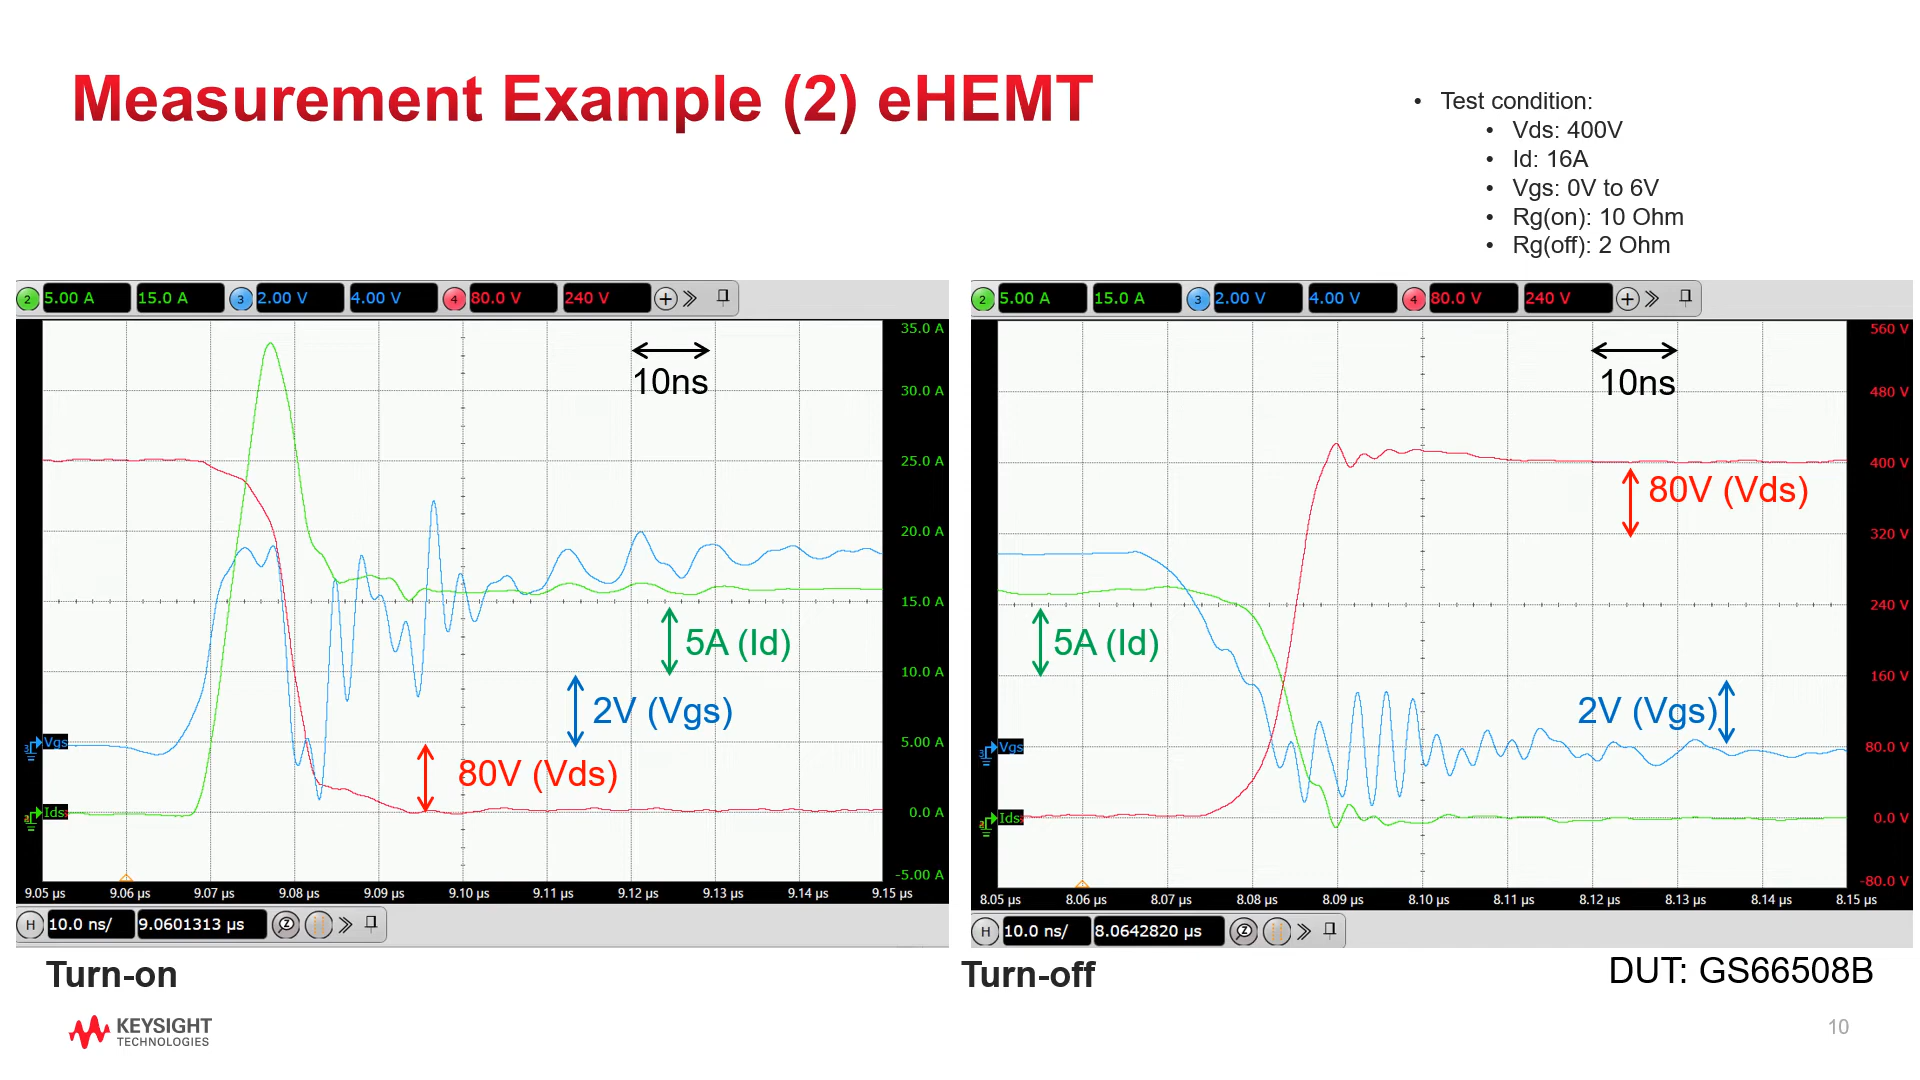 Measurement Example (2) eHEMT
• Test condition:
• Vds: 400V
• Id: 16A
• Vgs: 0V to 6V
• Rg(on): 10 Ohm
• Rg(off): 2 Ohm
2 5.00 A 15.0 A 3 2.00 V 4.00 V 4 80.0 V 240 V
35.0 A
30.0 A
25.0 A
20.0 A
15.0 A
10.0 A
5.00 A
0.0 A
-5.00 A
10ns
5A (Id)
2V (Vgs)
80V (Vds)
Vgs
Ids
9.05 µs 9.06 µs 9.07 µs 9.08 µs 9.09 µs 9.10 µs 9.11 µs 9.12 µs 9.13 µs 9.14 µs 9.15 µs
H 10.0 ns/ 9.0601313 µs
Turn-on
2 5.00 A 15.0 A 3 2.00 V 4.00 V 4 80.0 V 240 V
560 V
480 V
400 V
320 V
240 V
160 V
80.0 V
0.0 V
-80.0 V
10ns
80V (Vds)
5A (Id)
2V (Vgs)
Vgs
Ids
8.05 µs 8.06 µs 8.07 µs 8.08 µs 8.09 µs 8.10 µs 8.11 µs 8.12 µs 8.13 µs 8.14 µs 8.15 µs
H 10.0 ns/ 8.0642820 µs
Turn-off
DUT: GS66508B
KEYSIGHT
TECHNOLOGIES
10